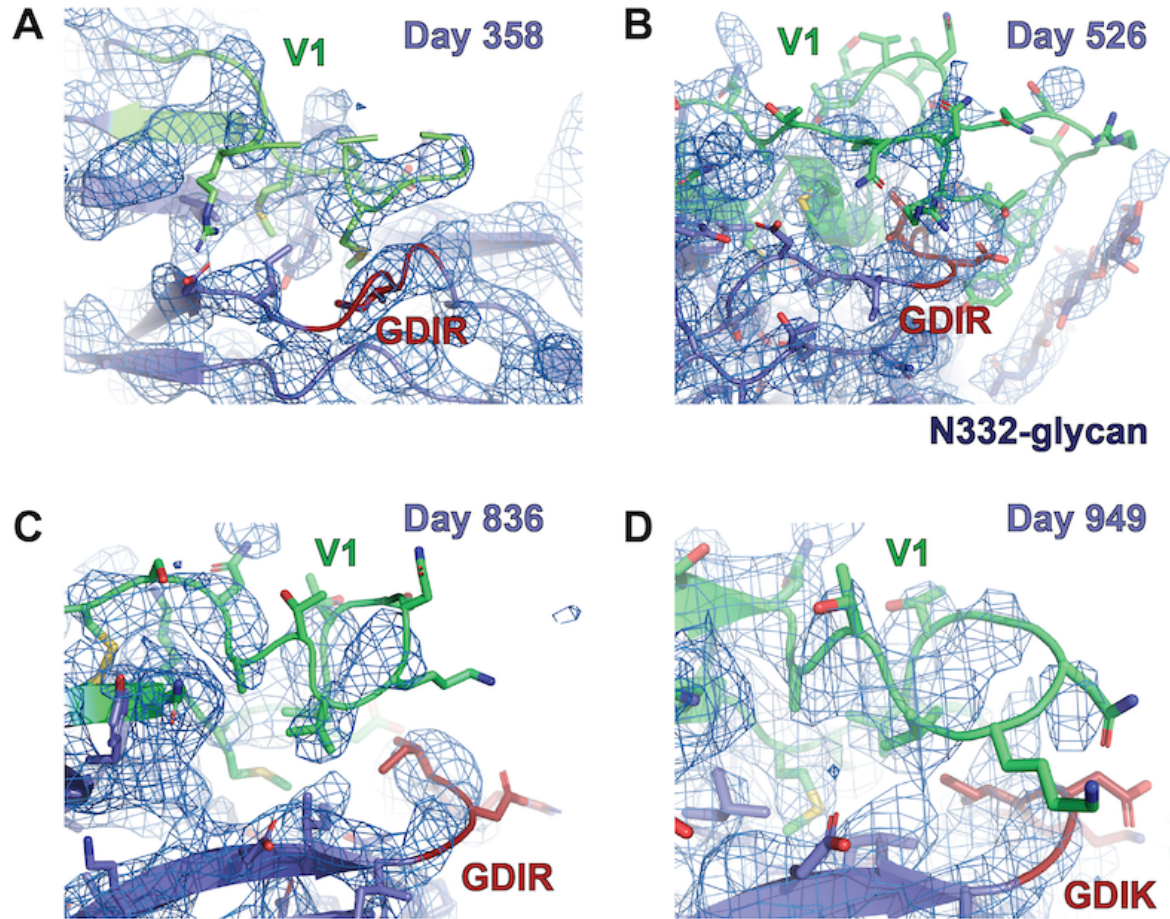 A
V1
Day 358
GDIR
B
V1
Day 526
GDIR
N332-glycan
C
V1
Day 836
GDIR
D
V1
Day 949
GDIK